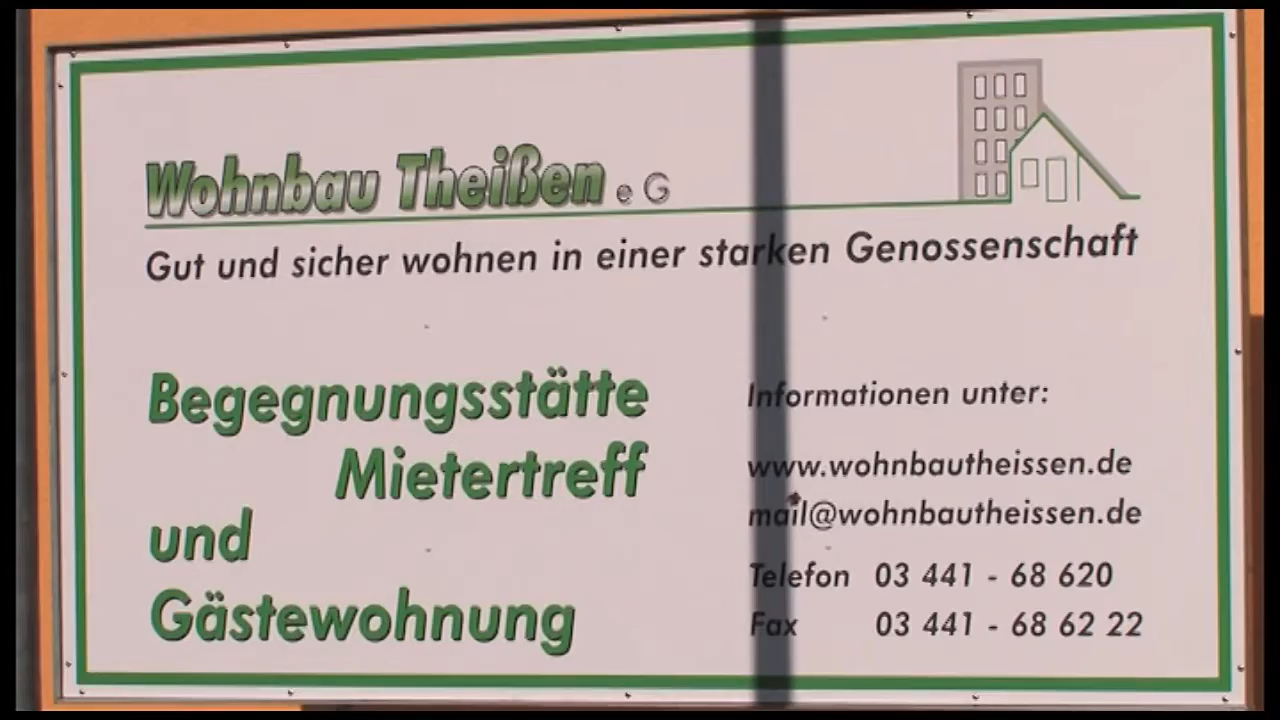 Wohnbau Theißen e G
Gut und sicher wohnen in einer starken Genossenschaft
Begegnungsstätte
Mietertreff
und
Gästewohnung
Informationen unter:
www.wohnbautheissen.de
mail@wohnbautheissen.de
Telefon 03 441 - 68 620
Fax 03 441 - 68 62 22